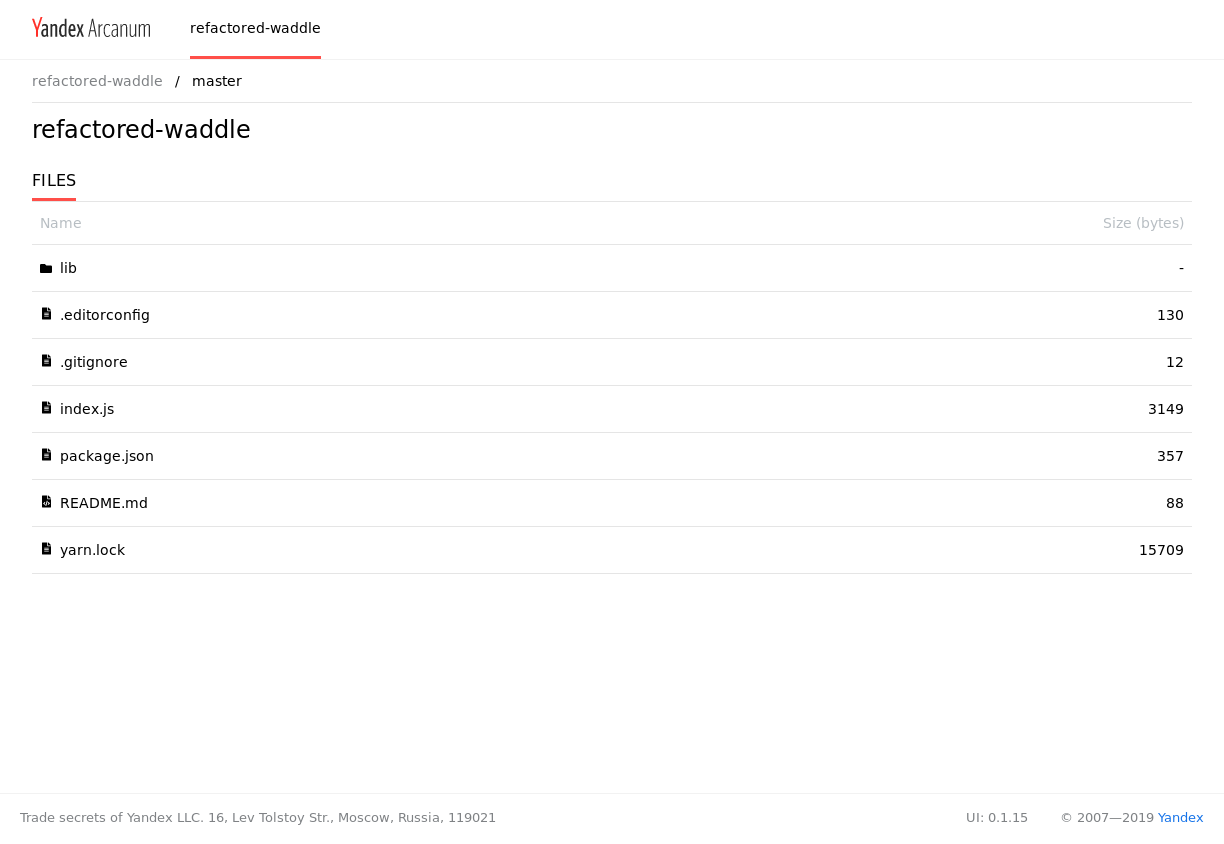 Yandex Arcanum refactored-waddle
refactored-waddle / master
refactored-waddle
FILES
Name Size (bytes)
lib -
.editorconfig 130
.gitignore 12
index.js 3149
package.json 357
README.md 88
yarn.lock 15709
Trade secrets of Yandex LLC. 16, Lev Tolstoy Str., Moscow, Russia, 119021 UI: 0.1.15 © 2007—2019 Yandex